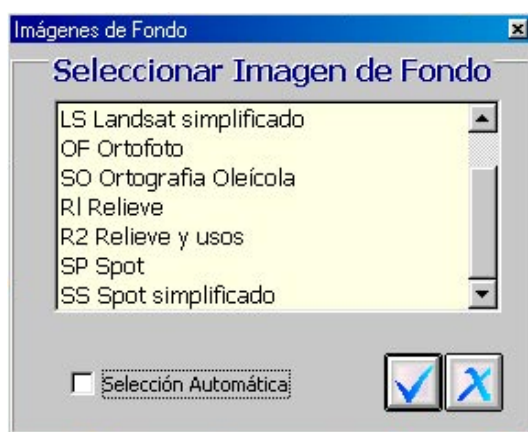 Imágenes de Fondo
Seleccionar Imagen de Fondo
LS Landsat simplificado
OF Ortofoto
SO Ortografia Oleícola
Rl Relieve
R2 Relieve y usos
SP Spot
SS Spot simplificado
Selección Automática